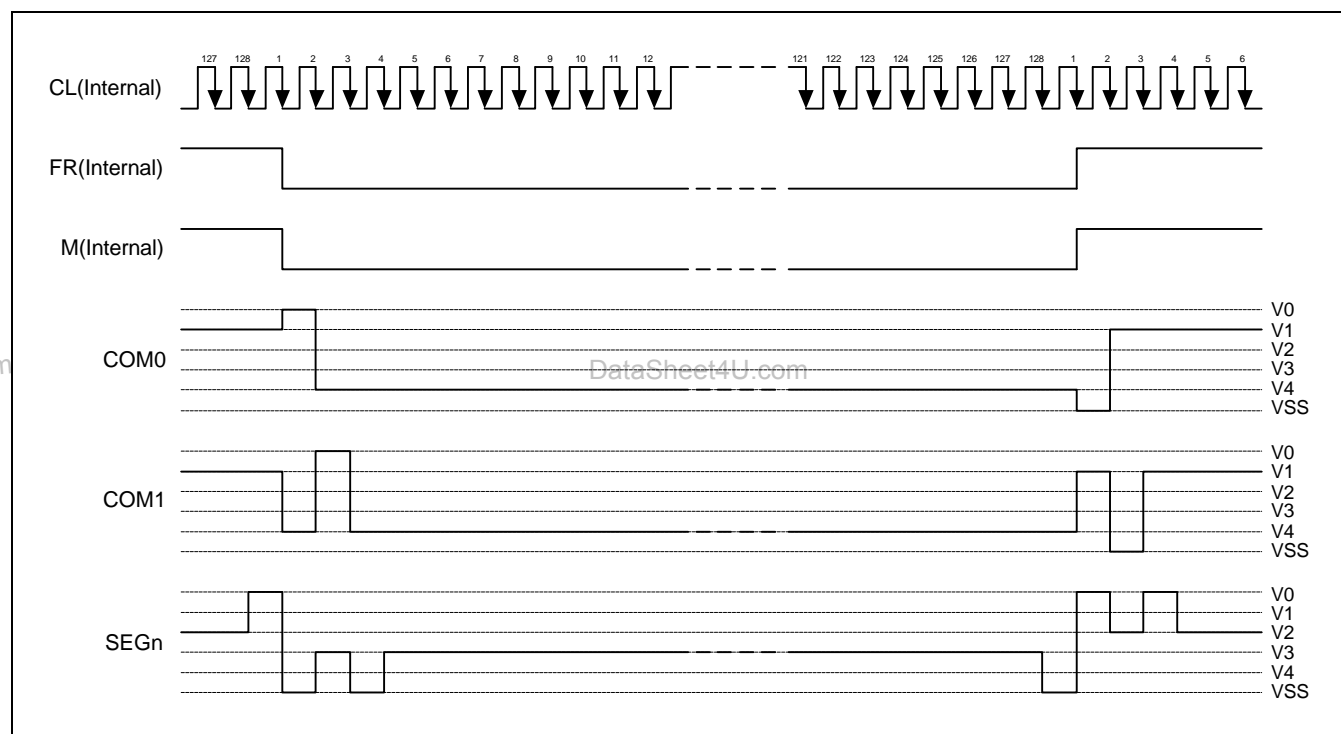 127 128 1 2 3 4 5 6 7 8 9 10 11 12 121 122 123 124 125 126 127 128 1 2 3 4 5 6
CL(Internal)
FR(Internal)
M(Internal)
V0
V1
V2
COM0
V3
m
DataSheet4U.com
V4
VSS
V0
V1
V2
COM1
V3
V4
VSS
V0
V1
V2
SEGn
V3
V4
VSS